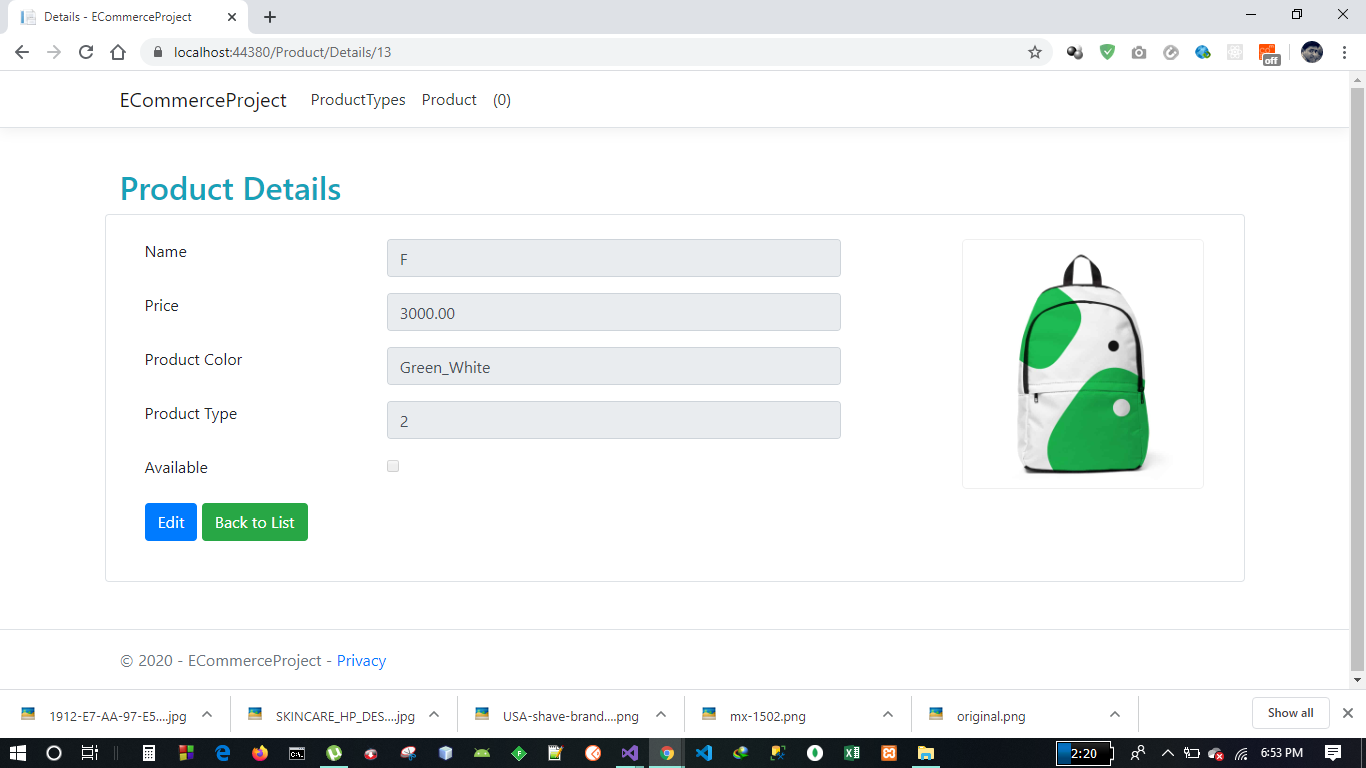 Details - ECommerceProject
localhost:44380/Product/Details/13
off
ECommerceProject ProductTypes Product (0)
Product Details
Name F
Price 3000.00
Product Color Green_White
Product Type 2
Available
Edit Back to List
© 2020 - ECommerceProject - Privacy
1912-E7-AA-97-E5....jpg SKINCARE_HP_DES....jpg USA-shave-brand....png mx-1502.png original.png Show all
2:20 6:53 PM